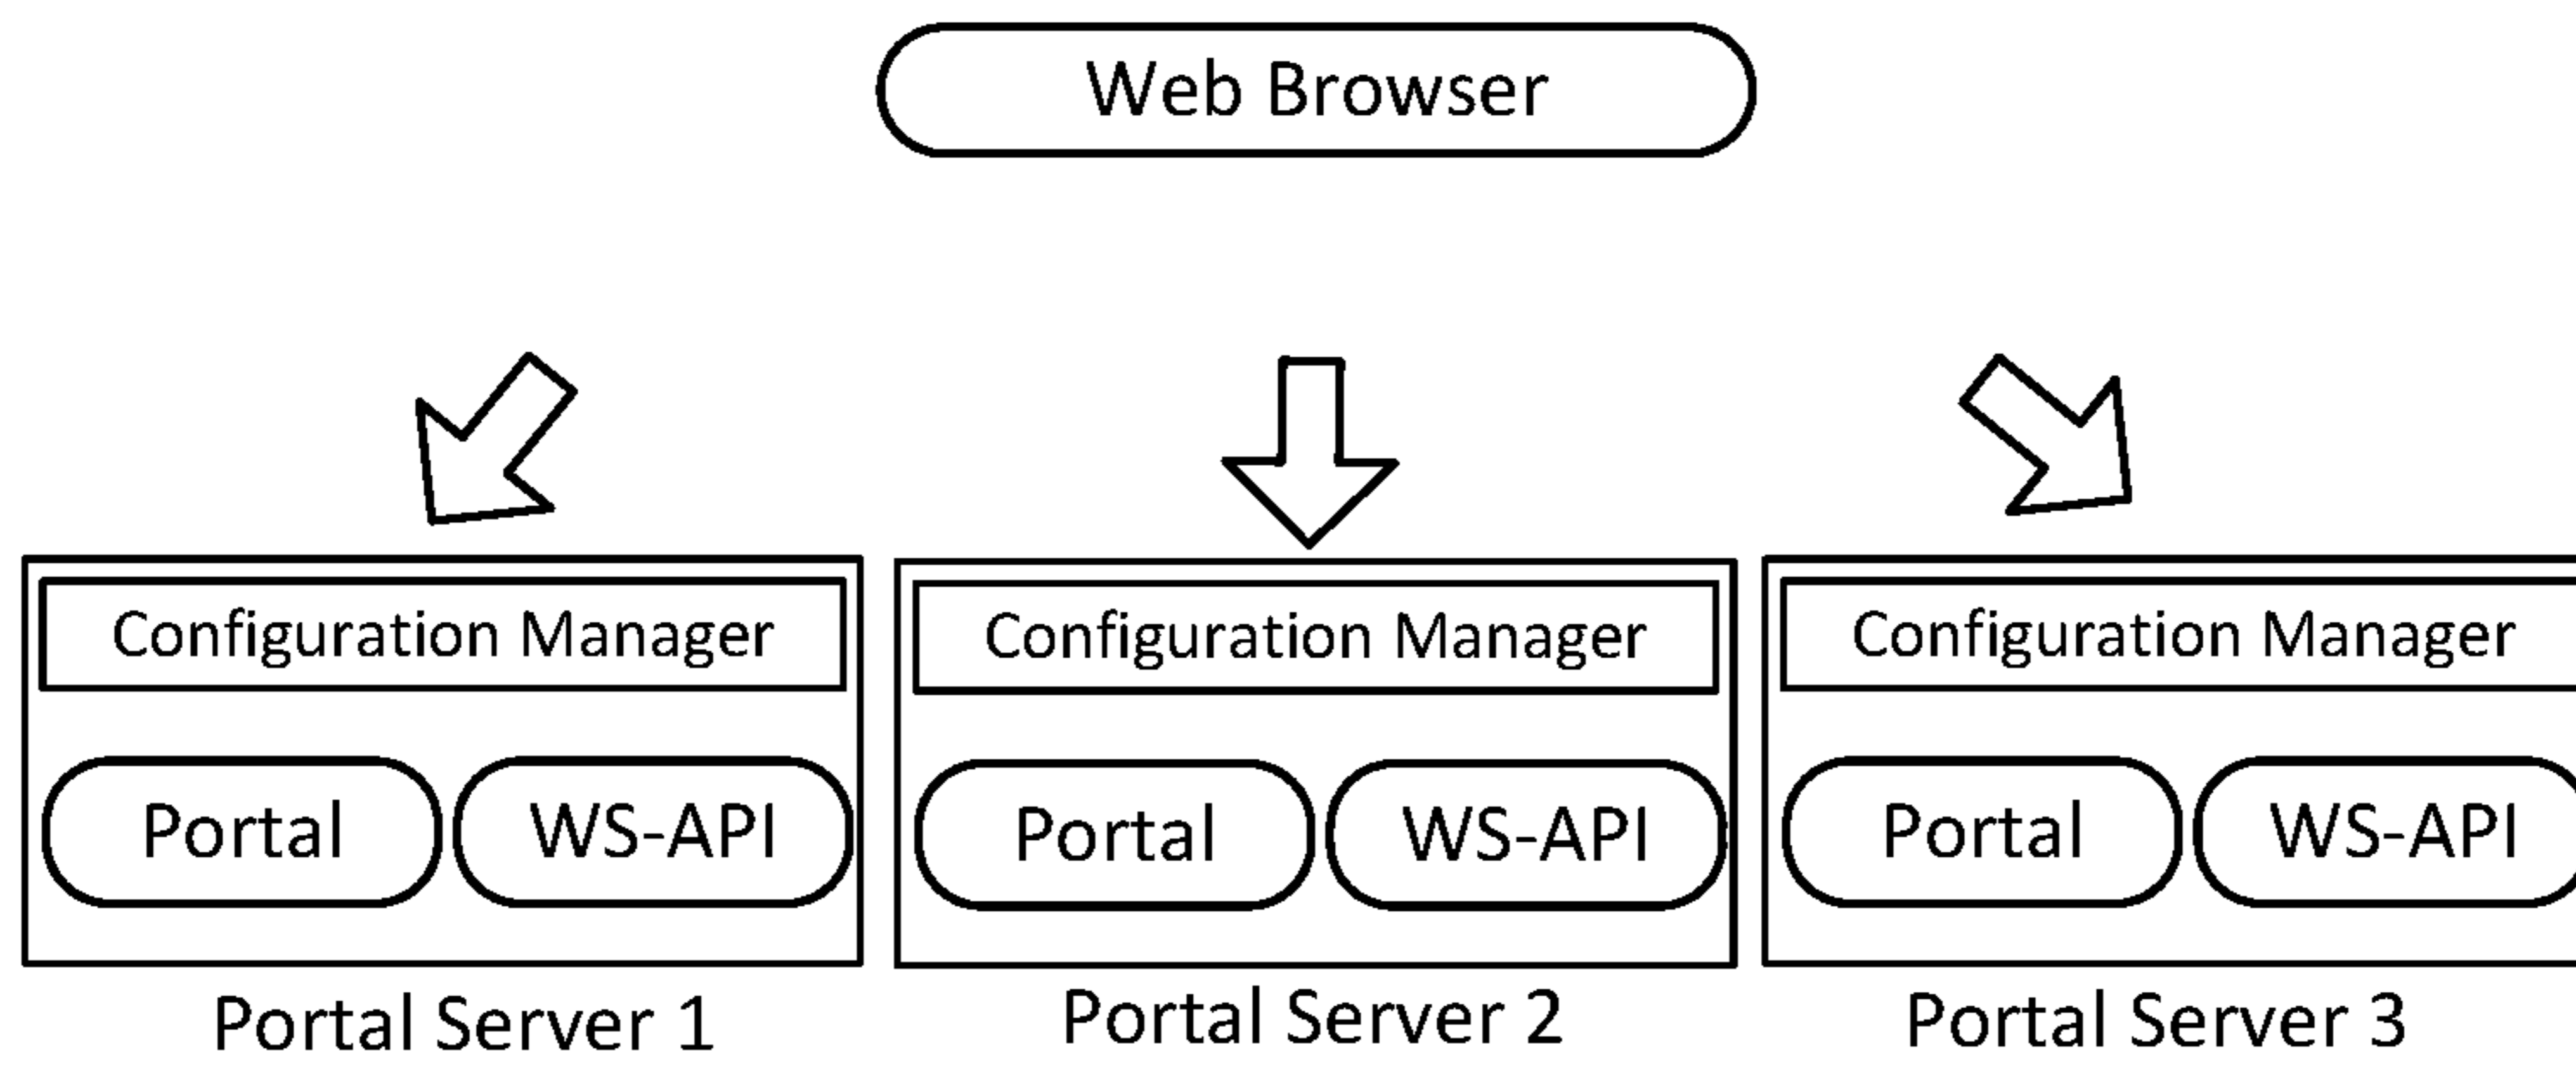 Web Browser
Configuration Manager
Configuration Manager
Configuration Manager
Portal
WS-API
Portal
WS-API
Portal
WS-API
Portal Server 1
Portal Server 2
Portal Server 3